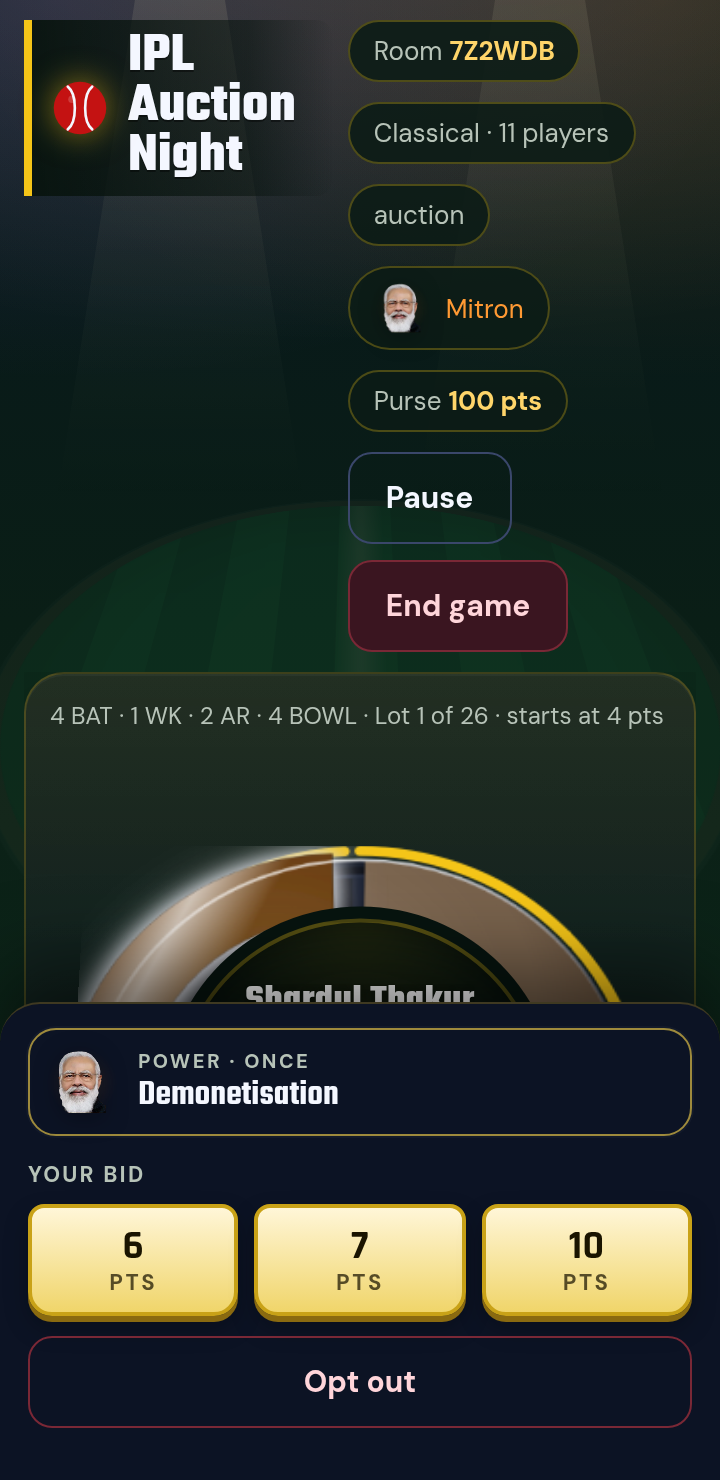 IPL
Auction
Night
Room 7Z2WDB
Classical · 11 players
auction
Mitron
Purse 100 pts
Pause
End game
4 BAT · 1 WK · 2 AR · 4 BOWL · Lot 1 of 26 · starts at 4 pts
Shardul Thakur
POWER · ONCE
Demonetisation
YOUR BID
6
PTS
7
PTS
10
PTS
Opt out